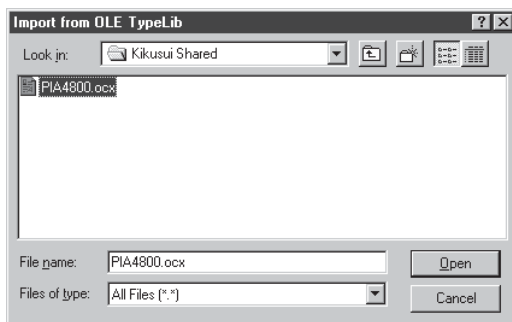 Import from OLE TypeLib
Look in: Kikusui Shared
PIA4800.ocx
File name: PIA4800.ocx Open
Files of type: All Files (*.*) Cancel